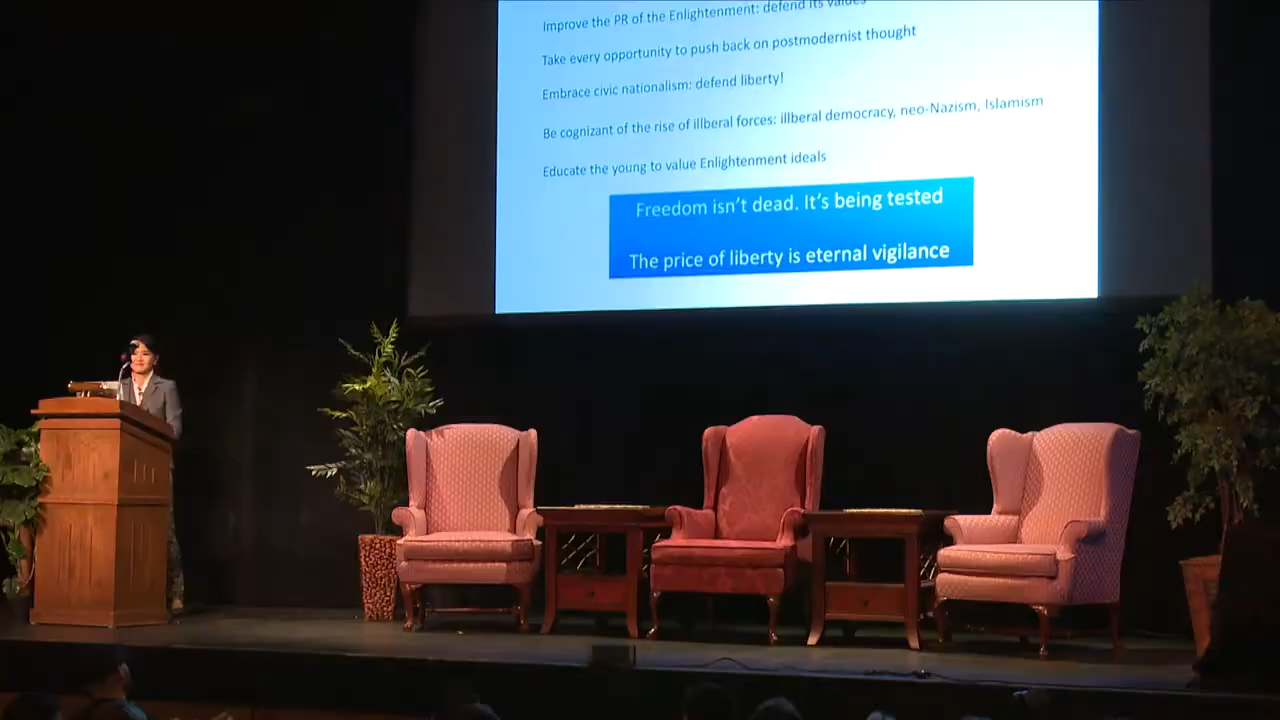 Improve the PR of the Enlightenment: defend its values
Take every opportunity to push back on postmodernist thought
Embrace civic nationalism: defend liberty!
Be cognizant of the rise of illberal forces: illberal democracy, neo-Nazism, Islamism
Educate the young to value Enlightenment ideals
Freedom isn't dead. It's being tested
The price of liberty is eternal vigilance